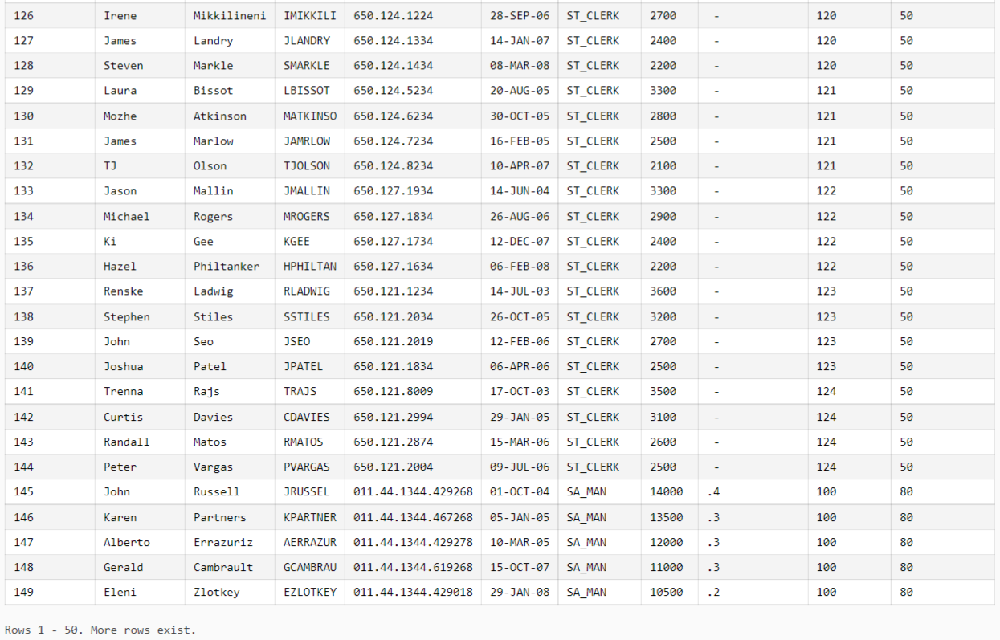 126 Irene Mikkilineni IMIKKILI 650.124.1224 28-SEP-06 ST_CLERK 2700 - 120 50
127 James Landry JLANDRY 650.124.1334 14-JAN-07 ST_CLERK 2400 - 120 50
128 Steven Markle SMARKLE 650.124.1434 08-MAR-08 ST_CLERK 2200 - 120 50
129 Laura Bissot LBISSOT 650.124.5234 20-AUG-05 ST_CLERK 3300 - 121 50
130 Mozhe Atkinson MATKINSO 650.124.6234 30-OCT-05 ST_CLERK 2800 - 121 50
131 James Marlow JAMRLOW 650.124.7234 16-FEB-05 ST_CLERK 2500 - 121 50
132 TJ Olson TJOLSON 650.124.8234 10-APR-07 ST_CLERK 2100 - 121 50
133 Jason Mallin JMALLIN 650.127.1934 14-JUN-04 ST_CLERK 3300 - 122 50
134 Michael Rogers MROGERS 650.127.1834 26-AUG-06 ST_CLERK 2900 - 122 50
135 Ki Gee KGEE 650.127.1734 12-DEC-07 ST_CLERK 2400 - 122 50
136 Hazel Philtanker HPHILTAN 650.127.1634 06-FEB-08 ST_CLERK 2200 - 122 50
137 Renske Ladwig RLADWIG 650.121.1234 14-JUL-03 ST_CLERK 3600 - 123 50
138 Stephen Stiles SSTILES 650.121.2034 26-OCT-05 ST_CLERK 3200 - 123 50
139 John Seo JSEO 650.121.2019 12-FEB-06 ST_CLERK 2700 - 123 50
140 Joshua Patel JPATEL 650.121.1834 06-APR-06 ST_CLERK 2500 - 123 50
141 Trenna Rajs TRAJS 650.121.8009 17-OCT-03 ST_CLERK 3500 - 124 50
142 Curtis Davies CDAVIES 650.121.2994 29-JAN-05 ST_CLERK 3100 - 124 50
143 Randall Matos RMATOS 650.121.2874 15-MAR-06 ST_CLERK 2600 - 124 50
144 Peter Vargas PVARGAS 650.121.2004 09-JUL-06 ST_CLERK 2500 - 124 50
145 John Russell JRUSSEL 011.44.1344.429268 01-OCT-04 SA_MAN 14000 .4 100 80
146 Karen Partners KPARTNER 011.44.1344.467268 05-JAN-05 SA_MAN 13500 .3 100 80
147 Alberto Errazuriz AERRAZUR 011.44.1344.429278 10-MAR-05 SA_MAN 12000 .3 100 80
148 Gerald Cambrault GCAMBRAU 011.44.1344.619268 15-OCT-07 SA_MAN 11000 .3 100 80
149 Eleni Zlotkey EZLOTKEY 011.44.1344.429018 29-JAN-08 SA_MAN 10500 .2 100 80
Rows 1 - 50. More rows exist.